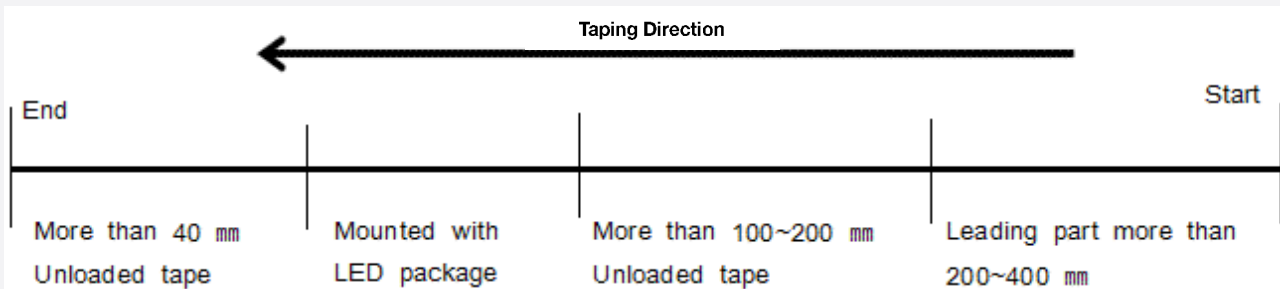 Taping Direction
Start
End
More than 40 ㎜
Unloaded tape
Mounted with
LED package
More than 100~200 ㎜
Unloaded tape
Leading part more than
200~400 ㎜